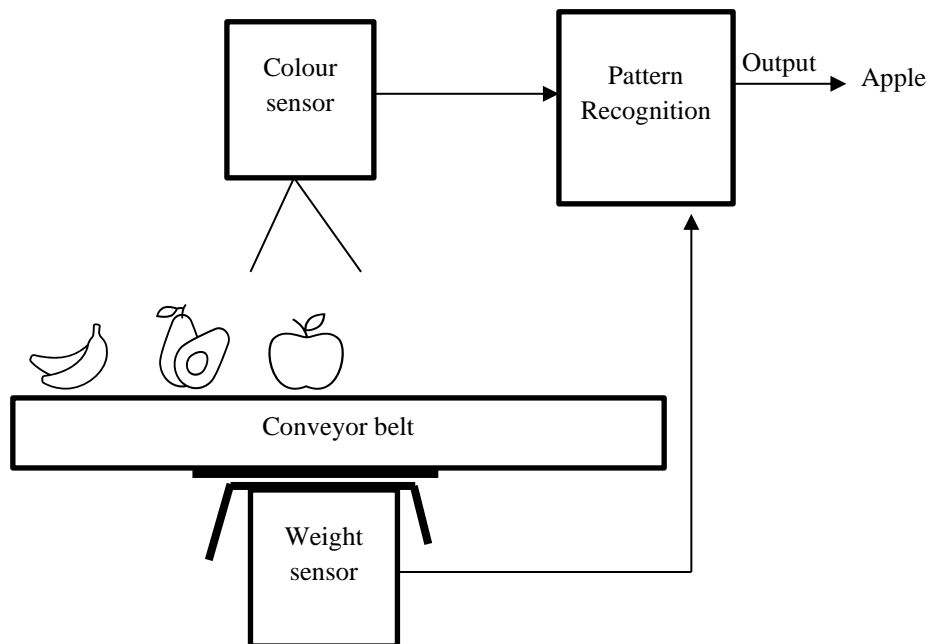 Colour
sensor
Pattern
Recognition
Output
Apple
Conveyor belt
Weight
sensor